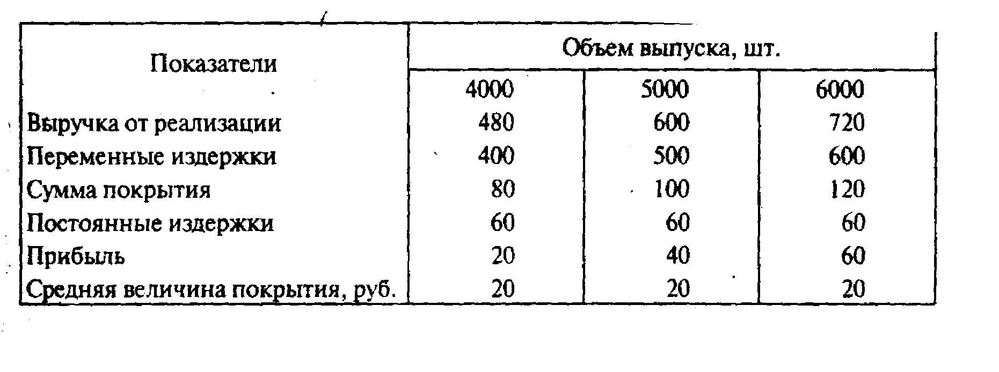 Показатели
Объем выпуска, шт.
4000 5000 6000
Выручка от реализации 480 600 720
Переменные издержки 400 500 600
Сумма покрытия 80 100 120
Постоянные издержки 60 60 60
Прибыль 20 40 60
Средняя величина покрытия, руб. 20 20 20